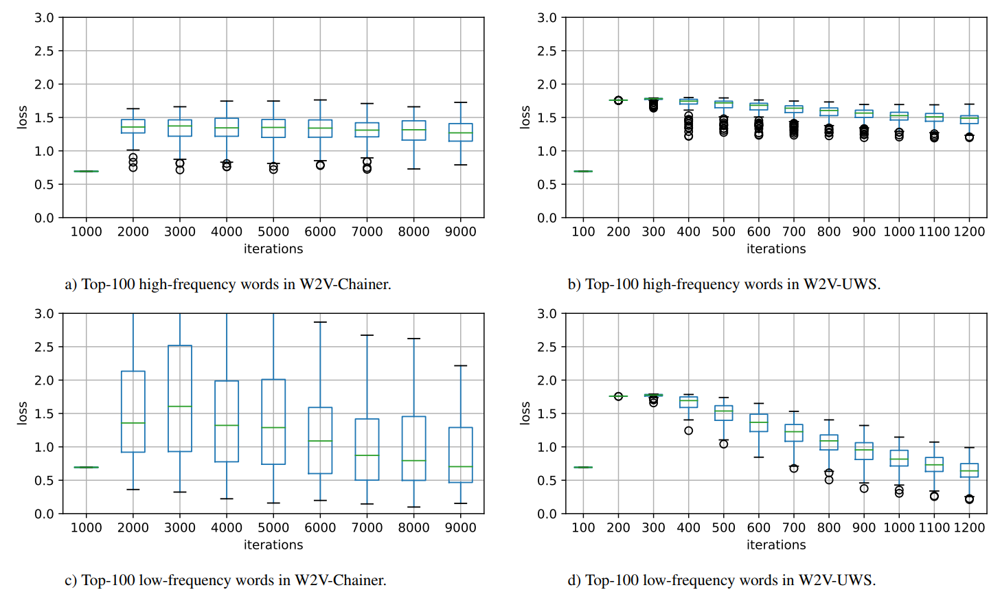 3.0
2.5
2.0
1.5
1.0
0.5
0.0
loss
1000 2000 3000 4000 5000 6000 7000 8000 9000
iterations
a) Top-100 high-frequency words in W2V-Chainer.
3.0
2.5
2.0
1.5
1.0
0.5
0.0
loss
100 200 300 400 500 600 700 800 900 1000 1100 1200
iterations
b) Top-100 high-frequency words in W2V-UWS.
3.0
2.5
2.0
1.5
1.0
0.5
0.0
loss
1000 2000 3000 4000 5000 6000 7000 8000 9000
iterations
c) Top-100 low-frequency words in W2V-Chainer.
3.0
2.5
2.0
1.5
1.0
0.5
0.0
loss
100 200 300 400 500 600 700 800 900 1000 1100 1200
iterations
d) Top-100 low-frequency words in W2V-UWS.